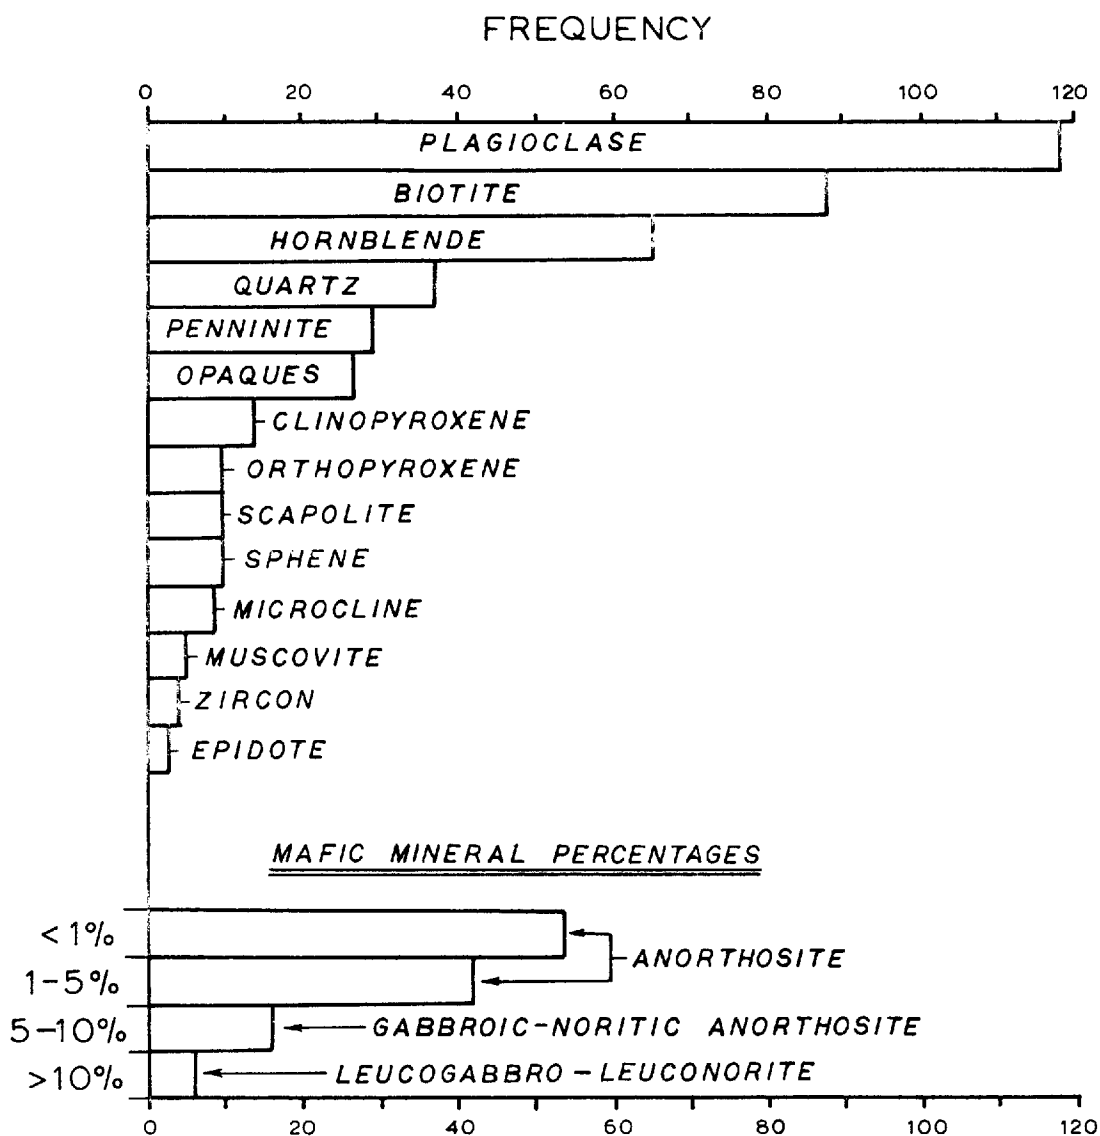 FREQUENCY
0 20 40 60 80 100 120
PLAGIOCLASE
BIOTITE
HORNBLENDE
QUARTZ
PENNINITE
OPAQUES
CLINOPYROXENE
ORTHOPYROXENE
SCAPOLITE
SPHENE
MICROCLINE
MUSCOVITE
ZIRCON
EPIDOTE
MAFIC MINERAL PERCENTAGES
<1%
ANORTHOSITE
1-5%
5-10% GABBROIC-NORITIC ANORTHOSITE
>10% LEUCOGABBRO-LEUCONORITE
0 20 40 60 80 100 120